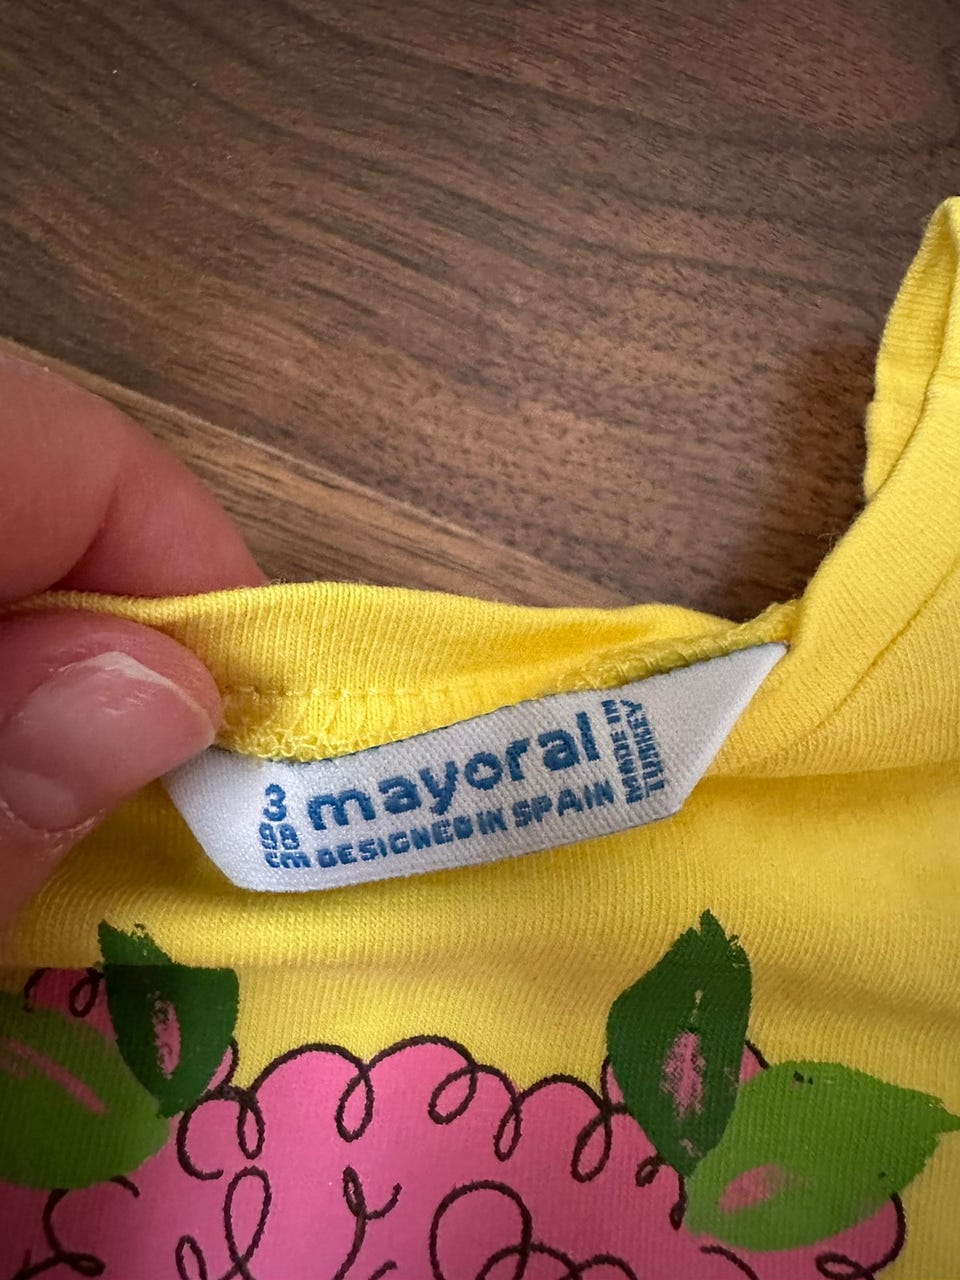 3
98
cm
mayoral
DESIGNED IN SPAIN
MADE IN
TURKEY